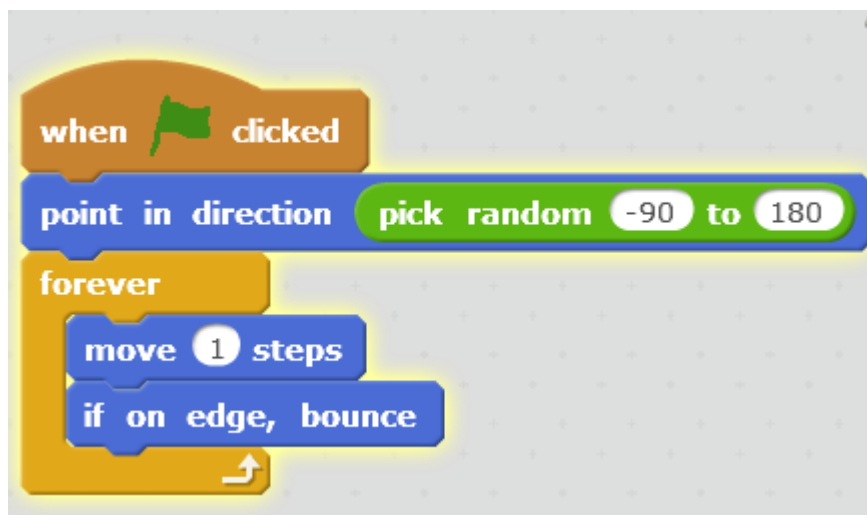 when clicked
point in direction pick random -90 to 180
forever
move 1 steps
if on edge, bounce